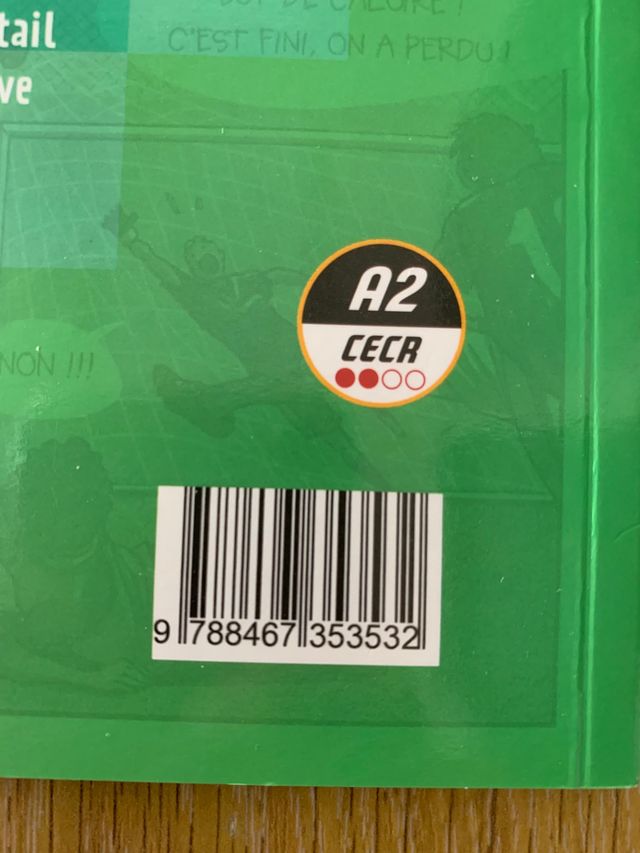 tail
C'EST FINI, ON A PERDU !
ve
A2
CECR
NON !!!
9 788467 353532